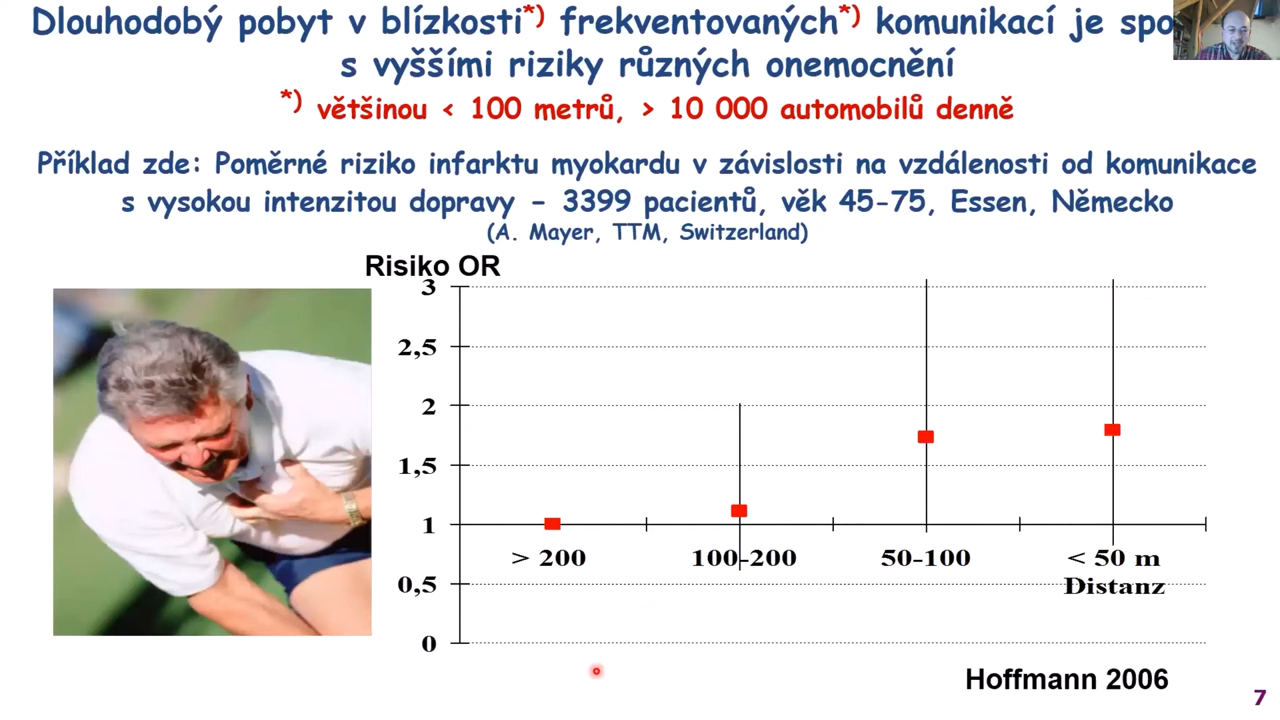 Dlouhodobý pobyt v blízkosti*) frekventovaných*) komunikací je
s vyššími riziky různých onemocnění
*) většinou < 100 metrů, > 10 000 automobilů denně
Příklad zde: Poměrné riziko infarktu myokardu v závislosti na vzdálenosti od komunikace
s vysokou intenzitou dopravy – 3399 pacientů, věk 45-75, Essen, Německo
(A. Mayer, TTM, Switzerland)
Risiko OR
3
2,5
2
1,5
1
0,5
0
> 200
100-200
50-100
< 50 m
Distanz
Hoffmann 2006
7